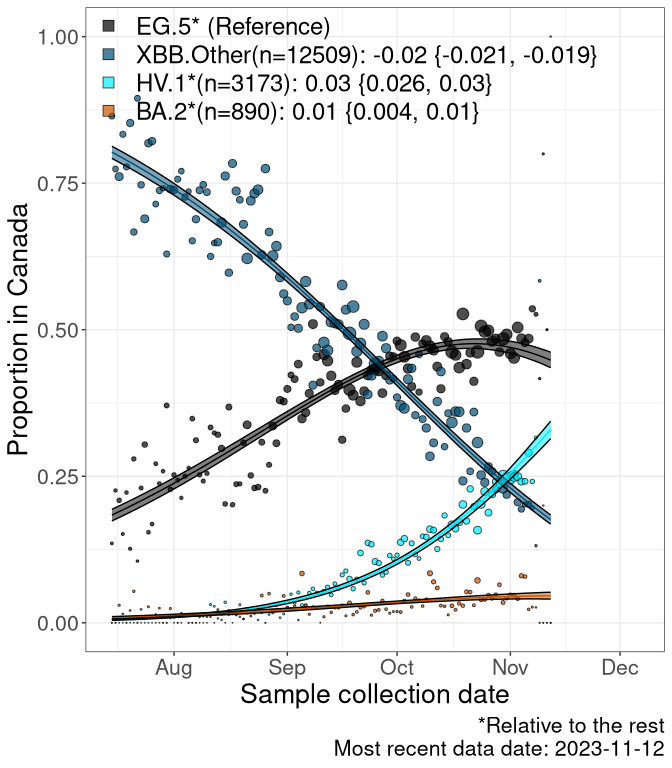 1.00
0.75
0.50
0.25
0.00
Proportion in Canada
EG.5* (Reference)
XBB.Other(n=12509): -0.02 {-0.021, -0.019}
HV.1*(n=3173): 0.03 {0.026, 0.03}
BA.2*(n=890): 0.01 {0.004, 0.01}
Aug Sep Oct Nov Dec
Sample collection date
*Relative to the rest
Most recent data date: 2023-11-12